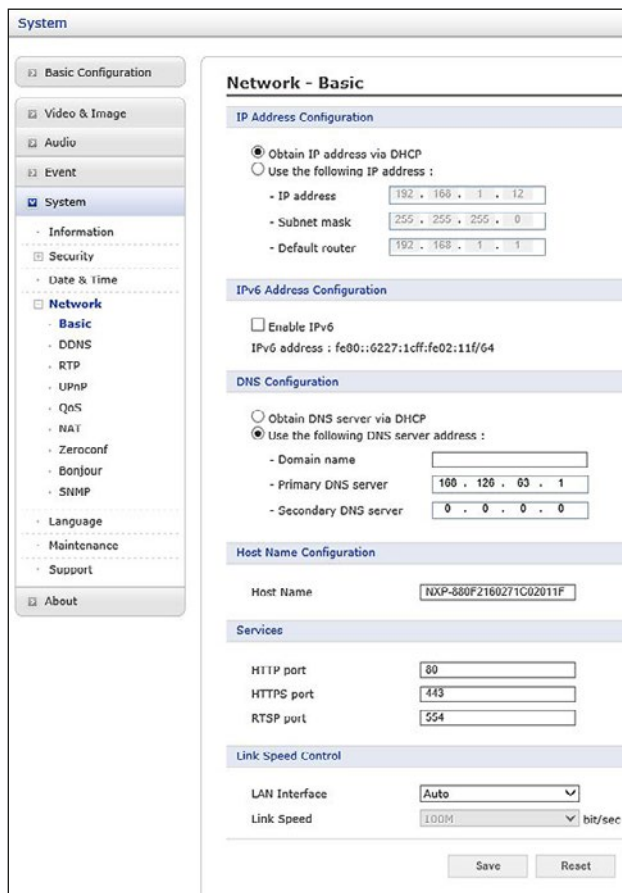 System
Basic Configuration
Video & Image
Audio
Event
System
Information
Security
Date & Time
Network
Basic
DDNS
RTP
UPnP
QoS
NAT
Zeroconf
Bonjour
SNMP
Language
Maintenance
Support
About
Network - Basic
IP Address Configuration
Obtain IP address via DHCP
Use the following IP address :
- IP address 192 . 168 . 1 . 12
- Subnet mask 255 . 255 . 255 . 0
- Default router 192 . 168 . 1 . 1
IPv6 Address Configuration
Enable IPv6
IPv6 address : fe80::6227:1cff:fe02:11f/64
DNS Configuration
Obtain DNS server via DHCP
Use the following DNS server address :
- Domain name
- Primary DNS server 168 . 126 . 63 . 1
- Secondary DNS server 0 . 0 . 0 . 0
Host Name Configuration
Host Name NXP-880F2160271C02011F
Services
HTTP port 80
HTTPS port 443
RTSP port 554
Link Speed Control
LAN Interface Auto
Link Speed 100M bit/sec
Save Reset